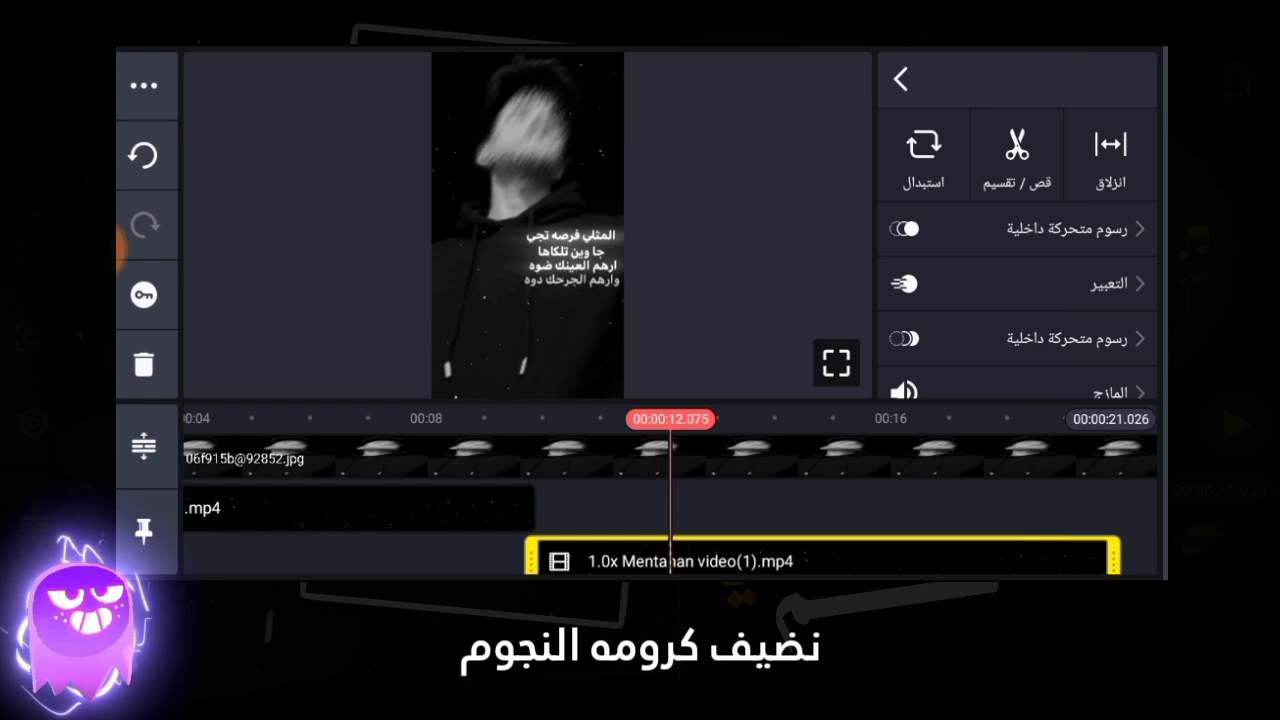 استبدال
قص / تقسيم
انزلاق
رسوم متحركة داخلية
التعبير
رسوم متحركة داخلية
المازج
المثلي فرصه تجي
جا وين تلكاها
ارهم العينك ضوه
وارهم الجرحك دوه
00:04
00:08
00:00:12.075
00:16
00:00:21.026
06f915b@92852.jpg
.mp4
1.0x Mentahan video(1).mp4
نضيف كرومه النجوم